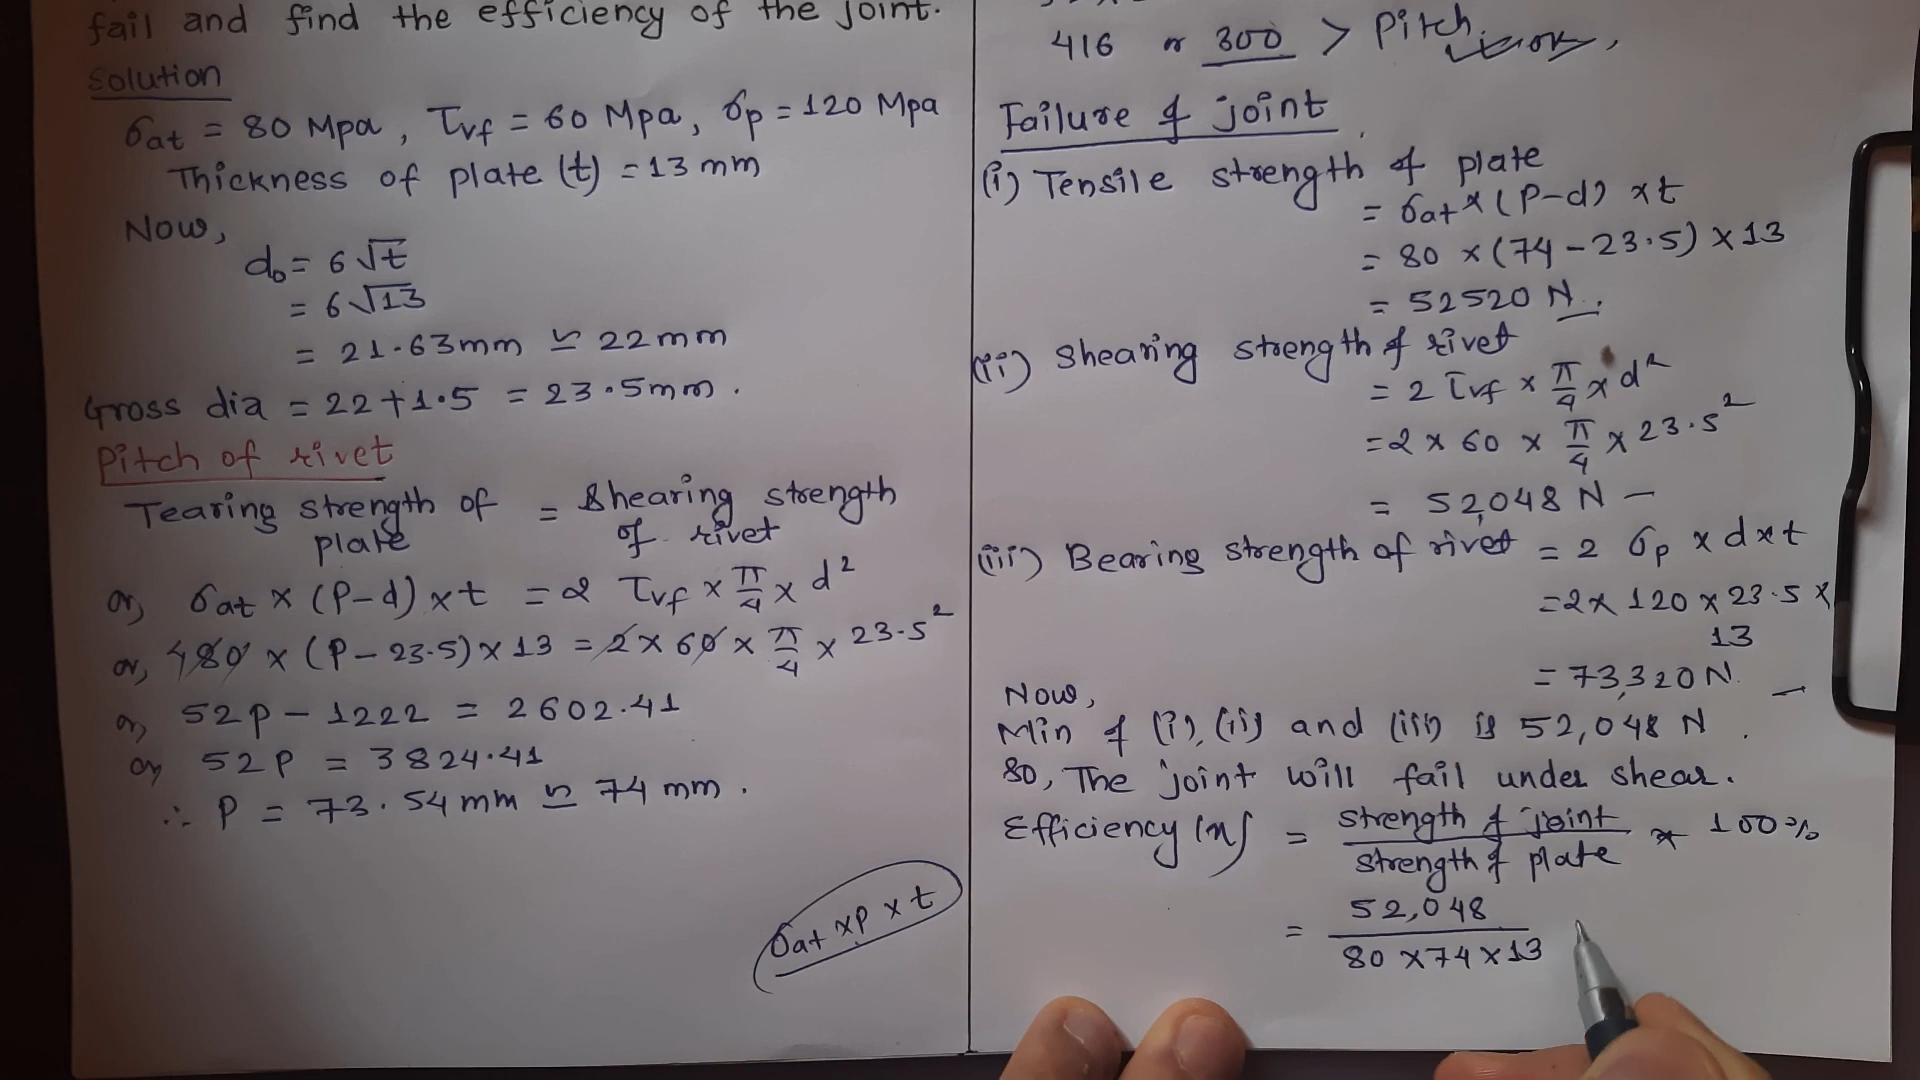 fail and find the efficiency of the joint.
Solution
σat = 80 Mpa, τvf = 60 Mpa, σp = 120 Mpa
Thickness of plate (t) = 13 mm
Now,
d₀ = 6√t
= 6√13
= 21.63mm ≃ 22mm
Gross dia = 22+1.5 = 23.5mm.
Pitch of rivet
Tearing strength of plate = Shearing strength of rivet
or, σat × (P-d) × t = 2 τvf × π/4 × d²
or, 480 × (P-23.5) × 13 = 2 × 60 × π/4 × 23.5²
or, 52P - 1222 = 2602.41
or, 52P = 3824.41
∴ P = 73.54mm ≃ 74mm.
σat × P × t
416 or 300 > Pitch
Failure of joint
(i) Tensile strength of plate
= σat × (P-d) × t
= 80 × (74-23.5) × 13
= 52520 N.
(ii) Shearing strength of rivet
= 2 τvf × π/4 × d²
= 2 × 60 × π/4 × 23.5²
= 52,048 N
(iii) Bearing strength of rivet = 2 σp × d × t
= 2 × 120 × 23.5 ×
13
= 73,320 N.
Now,
Min of (i), (ii) and (iii) is 52,048 N.
So, The joint will fail under shear.
Efficiency (η) = strength of joint / strength of plate * 100%
= 52,048 / 80 × 74 × 13